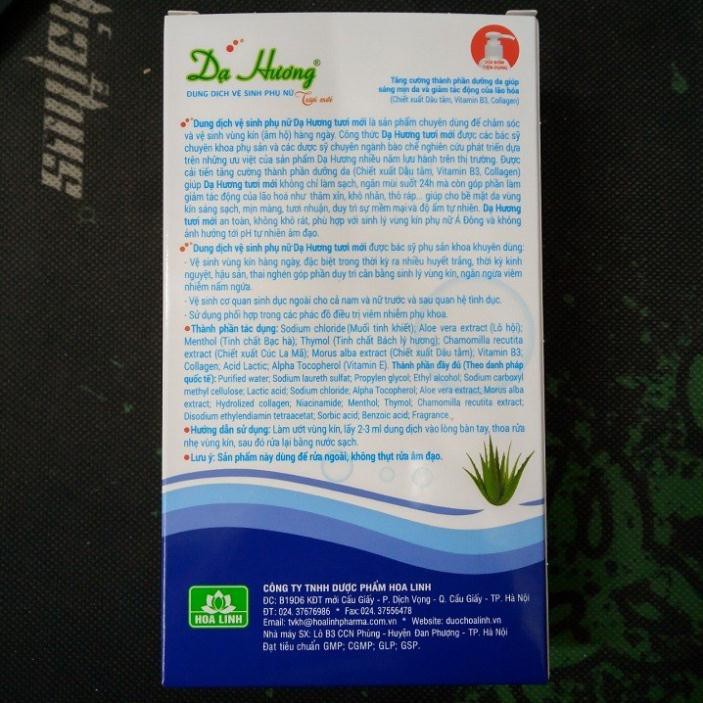 Dạ Hương®
DUNG DỊCH VỆ SINH PHỤ NỮ Tươi mới
VÒI BƠM
TIỆN DỤNG
Tăng cường thành phần dưỡng da giúp
sáng mịn da và giảm tác động của lão hóa
(Chiết xuất Dâu tằm, Vitamin B3, Collagen)
Dung dịch vệ sinh phụ nữ Dạ Hương tươi mới là sản phẩm chuyên dùng để chăm sóc
và vệ sinh vùng kín (âm hộ) hàng ngày. Công thức Dạ Hương tươi mới được các bác sỹ
chuyên khoa phụ sản và các dược sỹ chuyên ngành bào chế nghiên cứu phát triển dựa
trên những ưu việt của sản phẩm Dạ Hương nhiều năm lưu hành trên thị trường. Được
cải tiến tăng cường thành phần dưỡng da (Chiết xuất Dâu tằm, Vitamin B3, Collagen)
giúp Dạ Hương tươi mới không chỉ làm sạch, ngăn mùi suốt 24h mà còn góp phần làm
giảm tác động của lão hoá như thâm xỉn, khô nhăn, thô ráp... giúp cho bề mặt da vùng
kín sáng sạch, mịn màng, tươi nhuận, duy trì sự mềm mại và độ ẩm tự nhiên. Dạ Hương
tươi mới an toàn, không khô rát, phù hợp với sinh lý vùng kín phụ nữ Á Đông và không
ảnh hưởng tới pH tự nhiên âm đạo.
Dung dịch vệ sinh phụ nữ Dạ Hương tươi mới được bác sỹ phụ sản khoa khuyên dùng:
- Vệ sinh vùng kín hàng ngày, đặc biệt trong thời kỳ ra nhiều huyết trắng, thời kỳ kinh
nguyệt, hậu sản, thai nghén góp phần duy trì cân bằng sinh lý vùng kín, ngăn ngừa viêm
nhiễm nấm ngứa.
- Vệ sinh cơ quan sinh dục ngoài cho cả nam và nữ trước và sau quan hệ tình dục.
- Sử dụng phối hợp trong các phác đồ điều trị viêm nhiễm phụ khoa.
Thành phần tác dụng: Sodium chloride (Muối tinh khiết); Aloe vera extract (Lô hội);
Menthol (Tinh chất Bạc hà); Thymol (Tinh chất Bách lý hương); Chamomilla recutita
extract (Chiết xuất Cúc La Mã); Morus alba extract (Chiết xuất Dâu tằm); Vitamin B3;
Collagen; Acid Lactic; Alpha Tocopherol (Vitamin E). Thành phần đầy đủ (Theo danh pháp
quốc tế): Purified water; Sodium laureth sulfat; Propylen glycol; Ethyl alcohol; Sodium carboxyl
methyl cellulose; Lactic acid; Sodium chloride; Alpha Tocopherol; Aloe vera extract, Morus alba
extract; Hydrolized collagen; Niacinamide; Menthol; Thymol; Chamomilla recutita extract;
Disodium ethylendiamin tetraacetat; Sorbic acid; Benzoic acid; Fragrance.,
Hướng dẫn sử dụng: Làm ướt vùng kín, lấy 2-3 ml dung dịch vào lòng bàn tay, thoa rửa
nhẹ vùng kín, sau đó rửa lại bằng nước sạch.
Lưu ý: Sản phẩm này dùng để rửa ngoài, không thụt rửa âm đạo.
HOA LINH
CÔNG TY TNHH DƯỢC PHẨM HOA LINH
ĐC: B19D6 KĐT mới Cầu Giấy - P. Dịch Vọng - Q. Cầu Giấy - TP. Hà Nội
ĐT: 024. 37676986 * Fax: 024. 37556478
Email: tvkh@hoalinhpharma.com.vn * Website: duochoalinh.vn
Nhà máy SX: Lô B3 CCN Phùng - Huyện Đan Phượng - TP. Hà Nội
Đạt tiêu chuẩn GMP; CGMP; GLP; GSP.